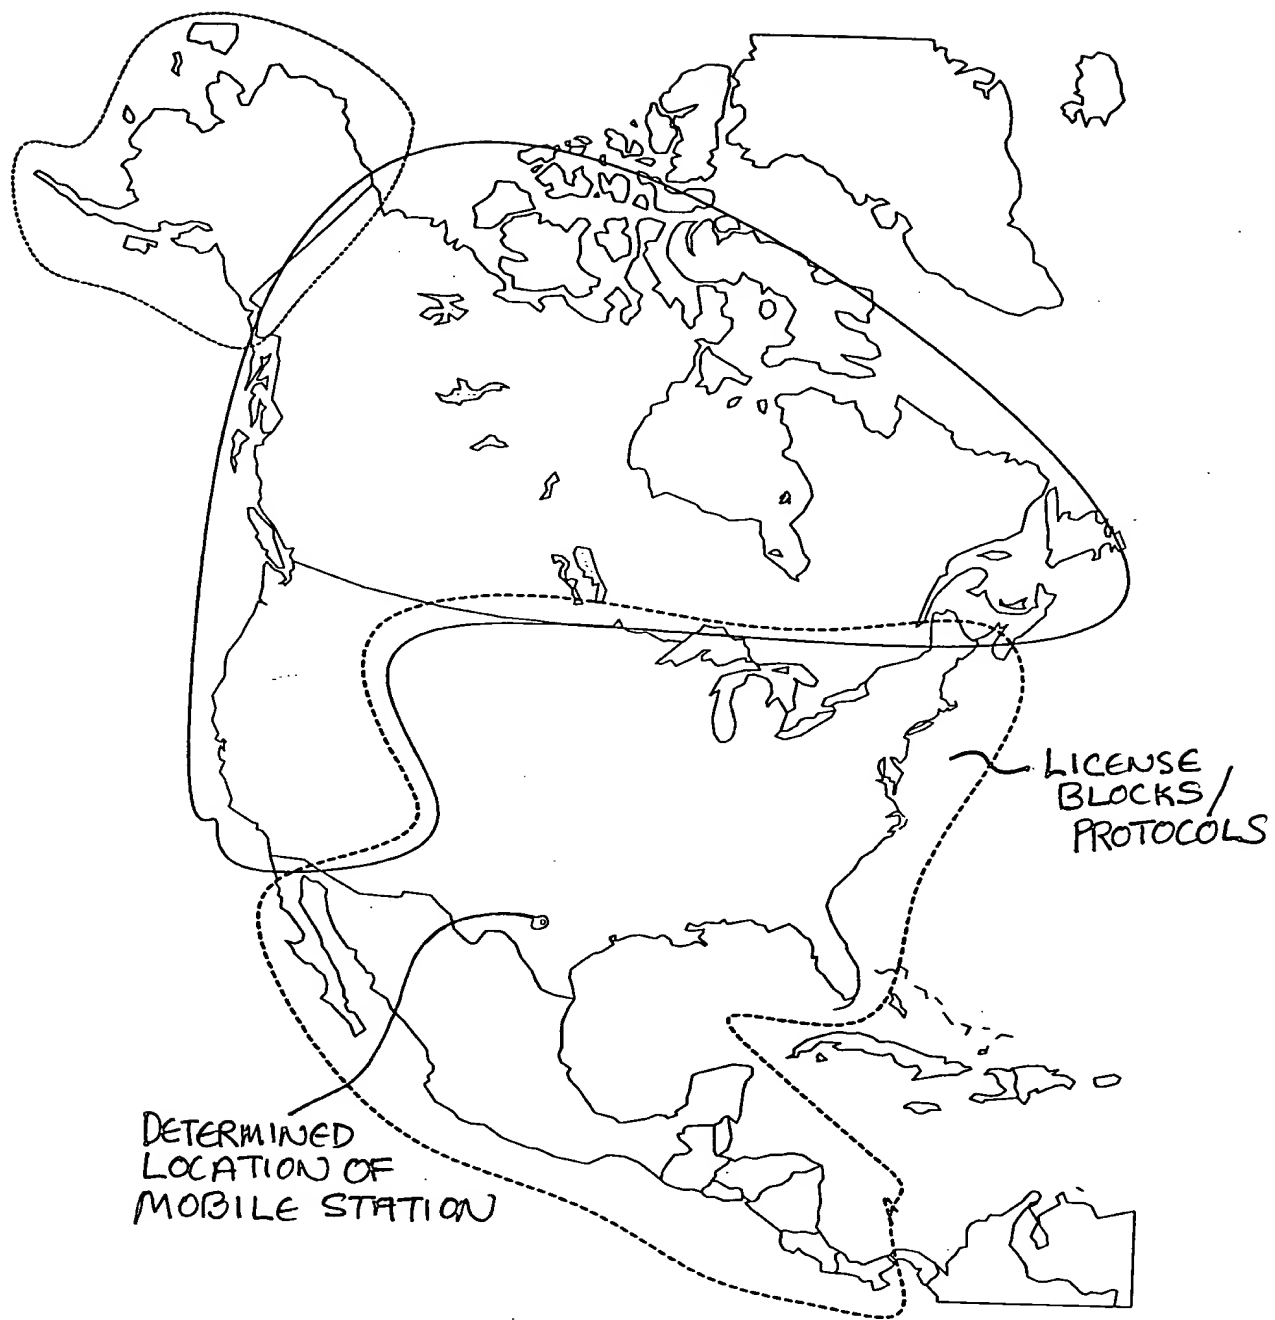 LICENSE
BLOCKS/
PROTOCOLS
DETERMINED
LOCATION OF
MOBILE STATION